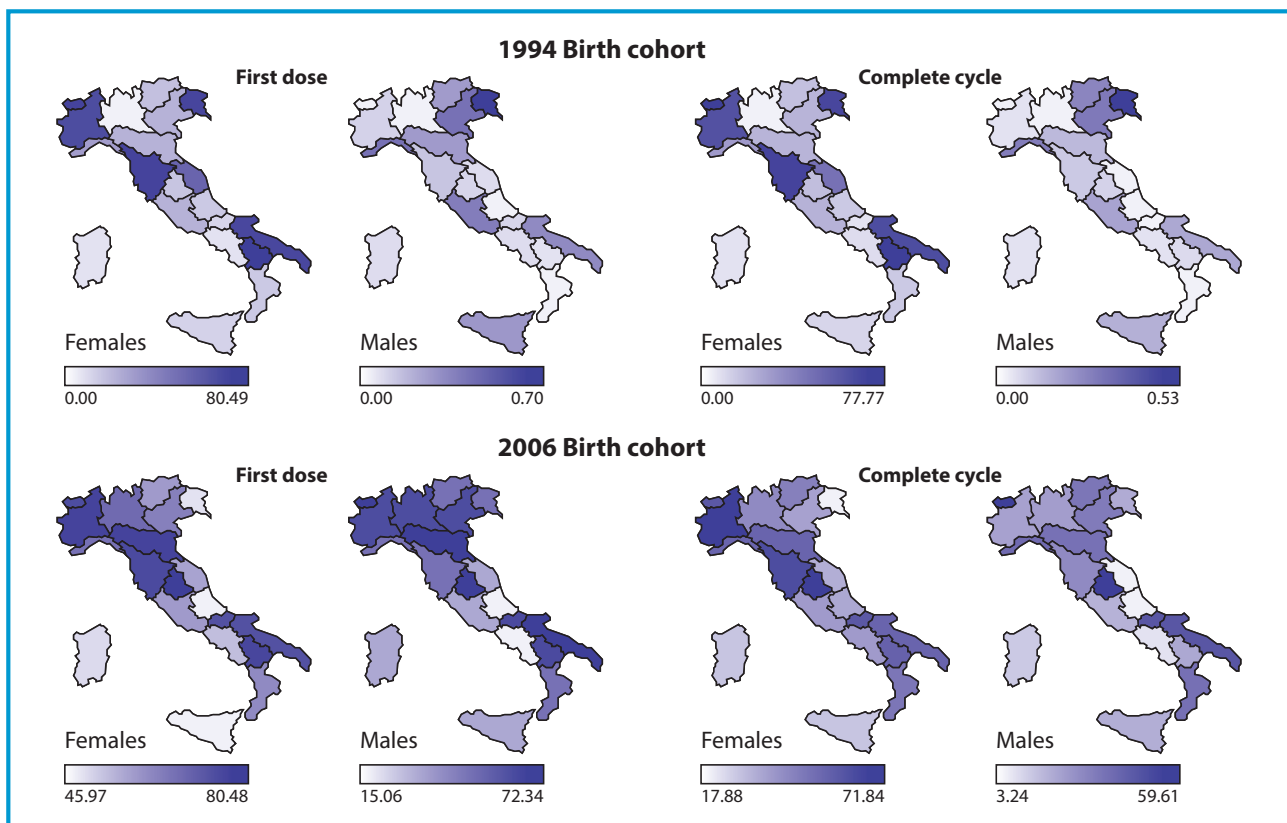 1994 Birth cohort
First dose
Complete cycle
Females
0.00 80.49
Males
0.00 0.70
Females
0.00 77.77
Males
0.00 0.53
2006 Birth cohort
First dose
Complete cycle
Females
45.97 80.48
Males
15.06 72.34
Females
17.88 71.84
Males
3.24 59.61